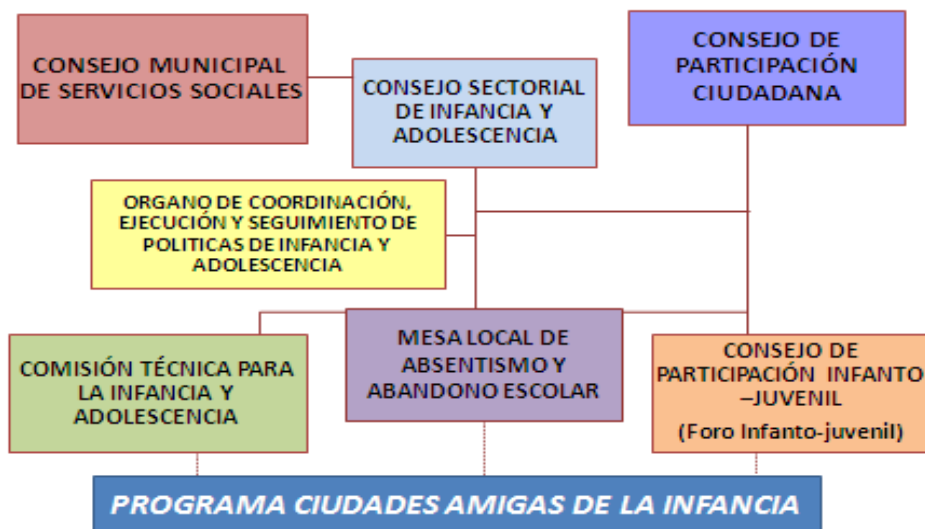 CONSEJO MUNICIPAL
DE SERVICIOS SOCIALES
CONSEJO SECTORIAL
DE INFANCIA Y
ADOLESCENCIA
CONSEJO DE
PARTICIPACIÓN
CIUDADANA
ORGANO DE COORDINACIÓN,
EJECUCIÓN Y SEGUIMIENTO DE
POLITICAS DE INFANCIA Y
ADOLESCENCIA
COMISIÓN TÉCNICA PARA
LA INFANCIA Y
ADOLESCENCIA
MESA LOCAL DE
ABSENTISMO Y
ABANDONO ESCOLAR
CONSEJO DE
PARTICIPACIÓN INFANTO
–JUVENIL
(Foro Infanto-juvenil)
PROGRAMA CIUDADES AMIGAS DE LA INFANCIA